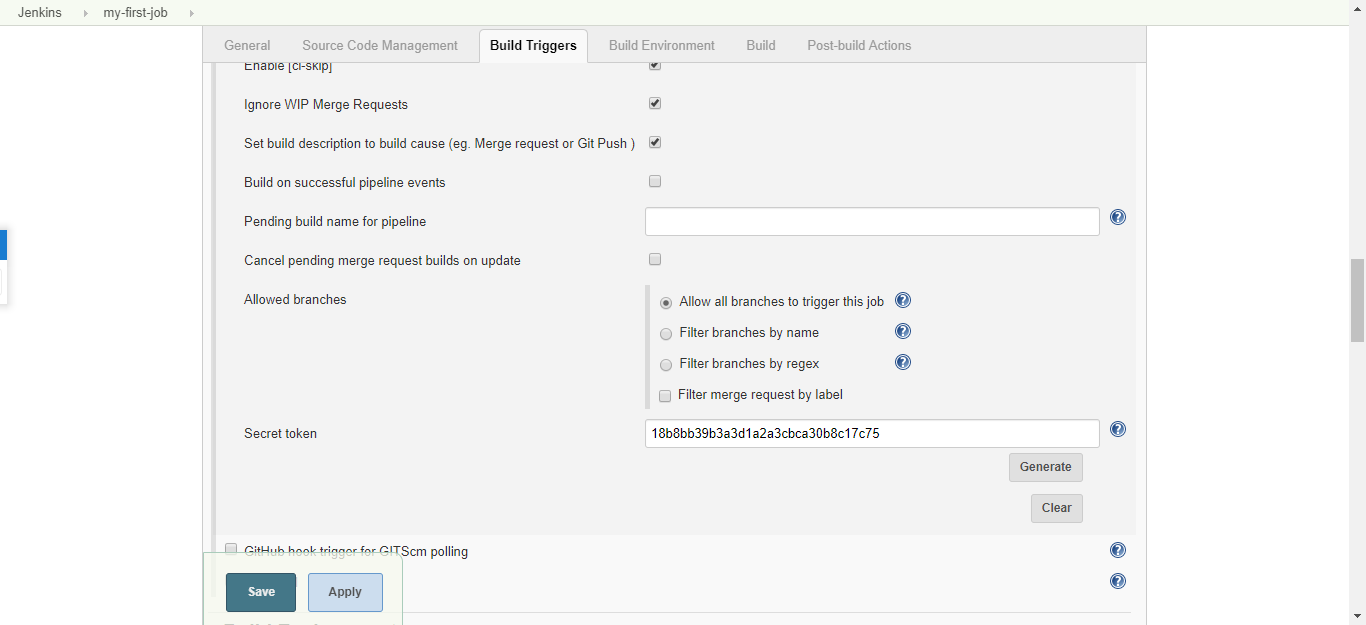 Jenkins my-first-job
General Source Code Management Build Triggers Build Environment Build Post-build Actions
Enable [ci-skip]
Ignore WIP Merge Requests
Set build description to build cause (eg. Merge request or Git Push )
Build on successful pipeline events
Pending build name for pipeline
Cancel pending merge request builds on update
Allowed branches
Allow all branches to trigger this job
Filter branches by name
Filter branches by regex
Filter merge request by label
Secret token 18b8bb39b3a3d1a2a3cbca30b8c17c75
Generate
Clear
GitHub hook trigger for GITScm polling
Save Apply